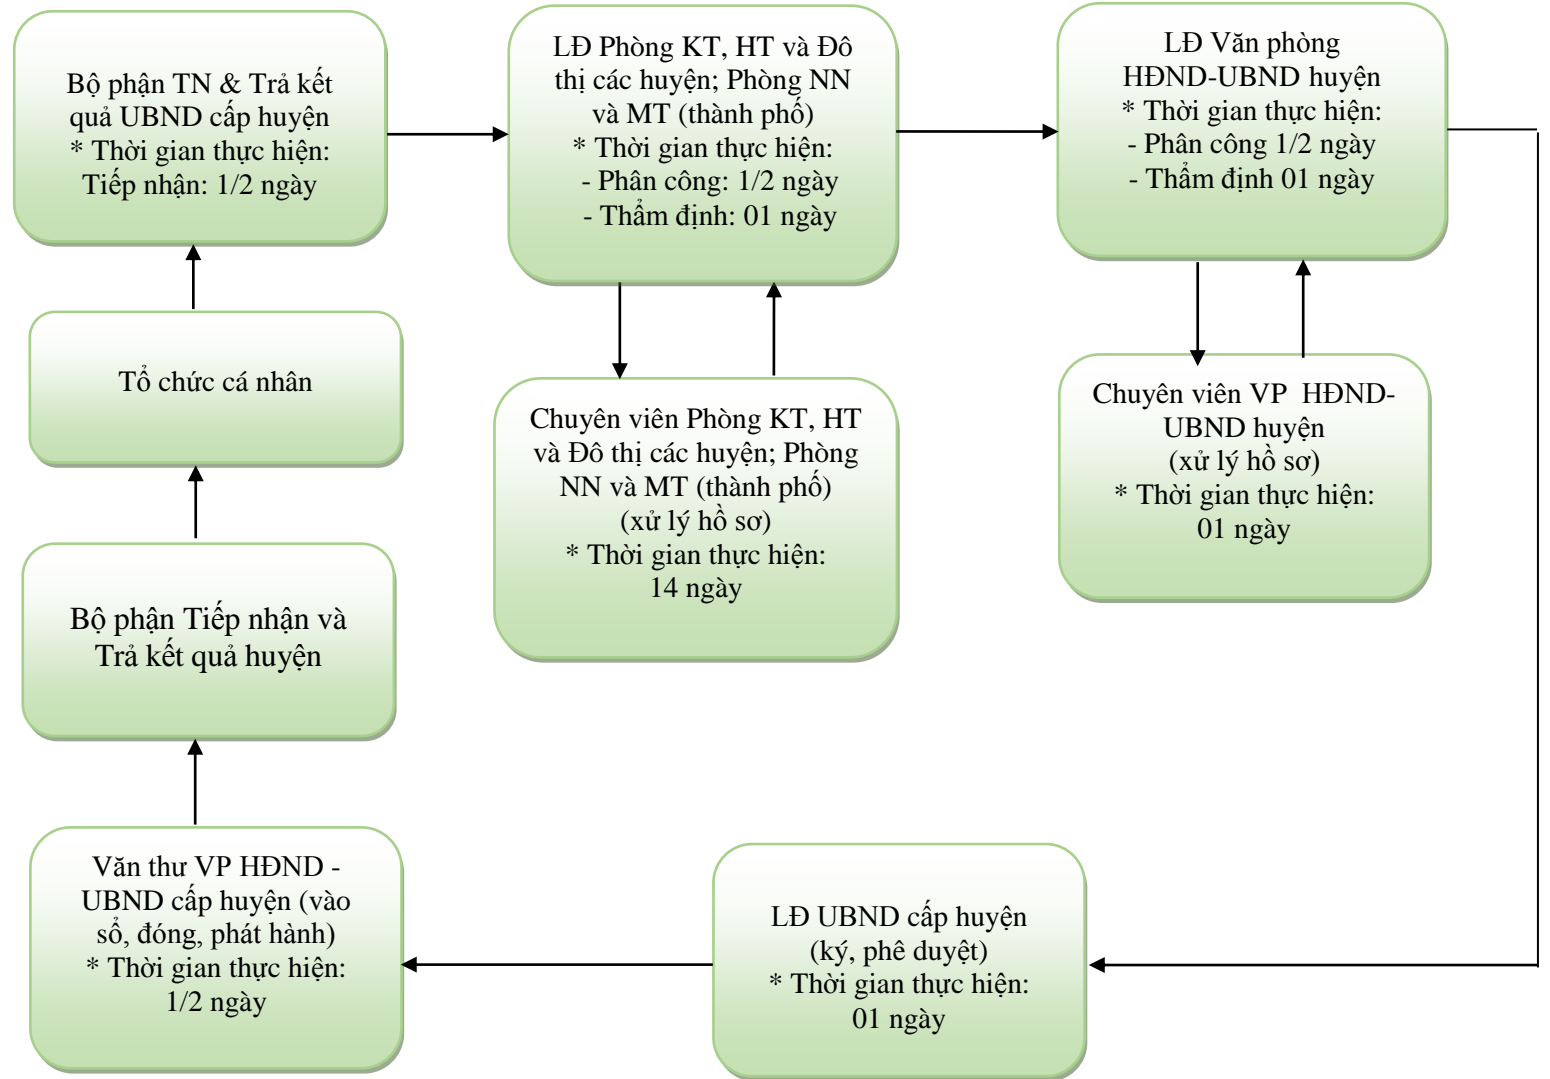 Bộ phận TN & Trả kết
quả UBND cấp huyện
* Thời gian thực hiện:
Tiếp nhận: 1/2 ngày
LĐ Phòng KT, HT và Đô
thị các huyện; Phòng NN
và MT (thành phố)
* Thời gian thực hiện:
- Phân công: 1/2 ngày
- Thẩm định: 01 ngày
LĐ Văn phòng
HĐND-UBND huyện
* Thời gian thực hiện:
- Phân công 1/2 ngày
- Thẩm định 01 ngày
Tổ chức cá nhân
Chuyên viên Phòng KT, HT
và Đô thị các huyện; Phòng
NN và MT (thành phố)
(xử lý hồ sơ)
* Thời gian thực hiện:
14 ngày
Chuyên viên VP HĐND-
UBND huyện
(xử lý hồ sơ)
* Thời gian thực hiện:
01 ngày
Bộ phận Tiếp nhận và
Trả kết quả huyện
Văn thư VP HĐND -
UBND cấp huyện (vào
sổ, đóng, phát hành)
* Thời gian thực hiện:
1/2 ngày
LĐ UBND cấp huyện
(ký, phê duyệt)
* Thời gian thực hiện:
01 ngày